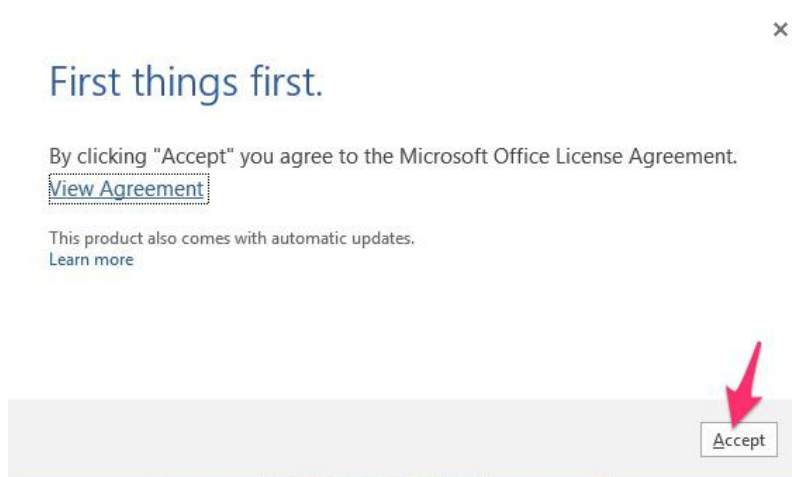 First things first.
By clicking "Accept" you agree to the Microsoft Office License Agreement.
View Agreement
This product also comes with automatic updates.
Learn more
Accept